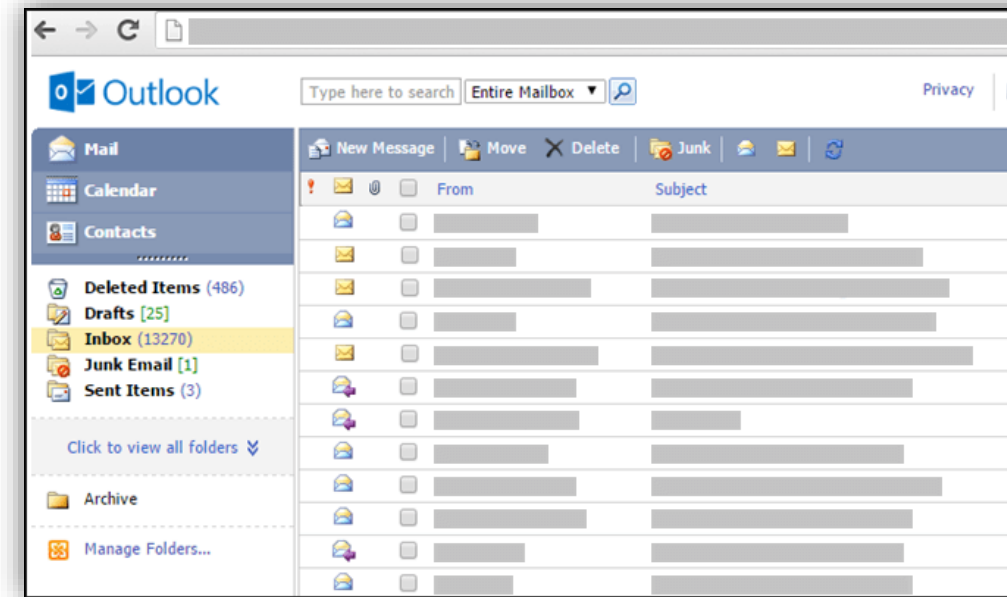 Outlook
Type here to search Entire Mailbox
Privacy
Mail
Calendar
Contacts
Deleted Items (486)
Drafts [25]
Inbox (13270)
Junk Email [1]
Sent Items (3)
Click to view all folders
Archive
Manage Folders...
New Message Move Delete Junk
From Subject